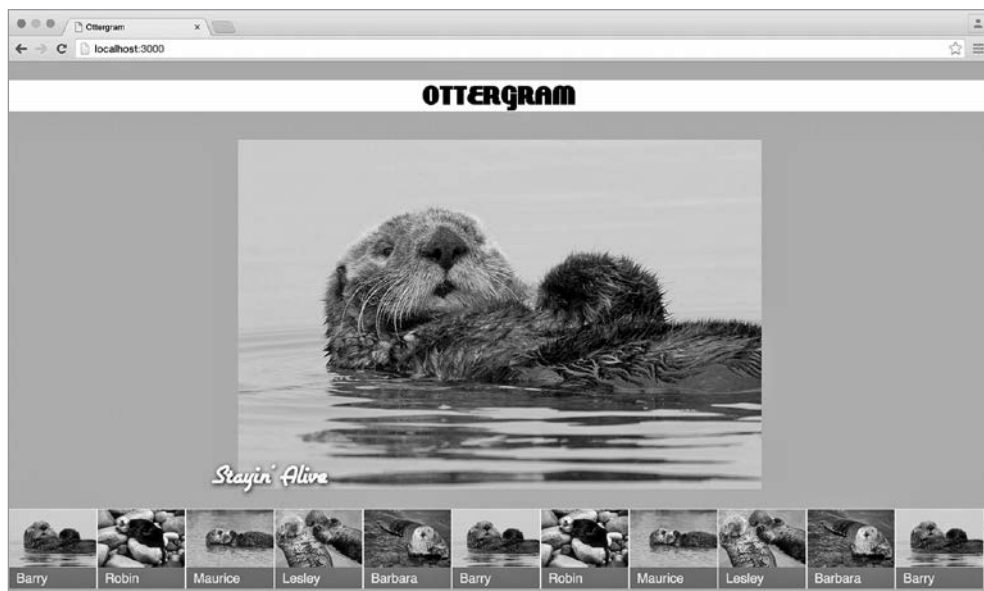 Ottergram
localhost:3000
OTTERGRAM
Stayin' Alive
Barry Robin Maurice Lesley Barbara Barry Robin Maurice Lesley Barbara Barry